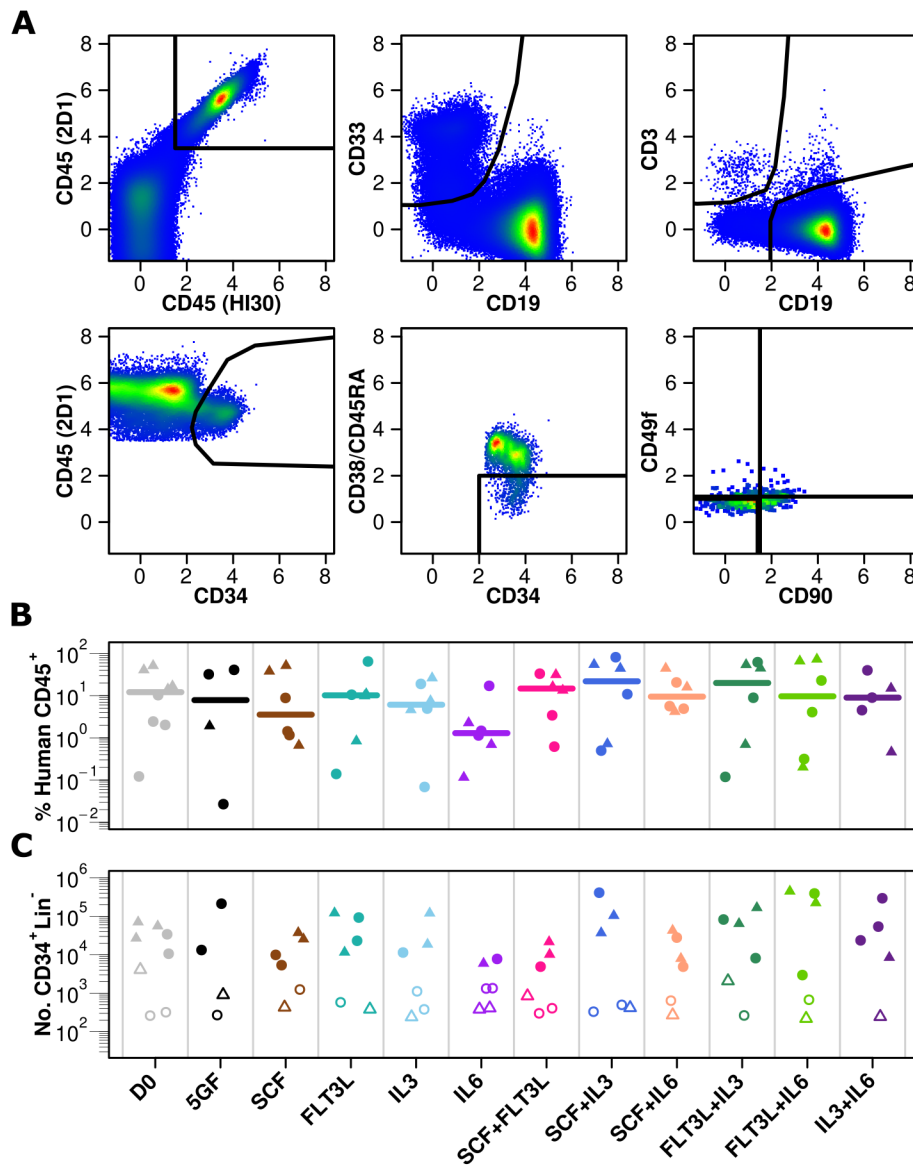 A
CD45 (2D1)
8
6
4
2
0
0 2 4 6 8
CD45 (HI30)
CD33
8
6
4
2
0
0 2 4 6 8
CD19
CD3
8
6
4
2
0
0 2 4 6 8
CD19
CD45 (2D1)
8
6
4
2
0
0 2 4 6 8
CD34
CD38/CD45RA
8
6
4
2
0
0 2 4 6 8
CD34
CD49f
8
6
4
2
0
0 2 4 6 8
CD90
B
% Human CD45⁺
10²
10¹
10⁰
10⁻¹
10⁻²
C
No. CD34⁺Lin⁻
10⁶
10⁵
10⁴
10³
10²
D0
5GF
SCF
FLT3L
IL3
IL6
SCF+FLT3L
SCF+IL3
SCF+IL6
FLT3L+IL3
FLT3L+IL6
IL3+IL6